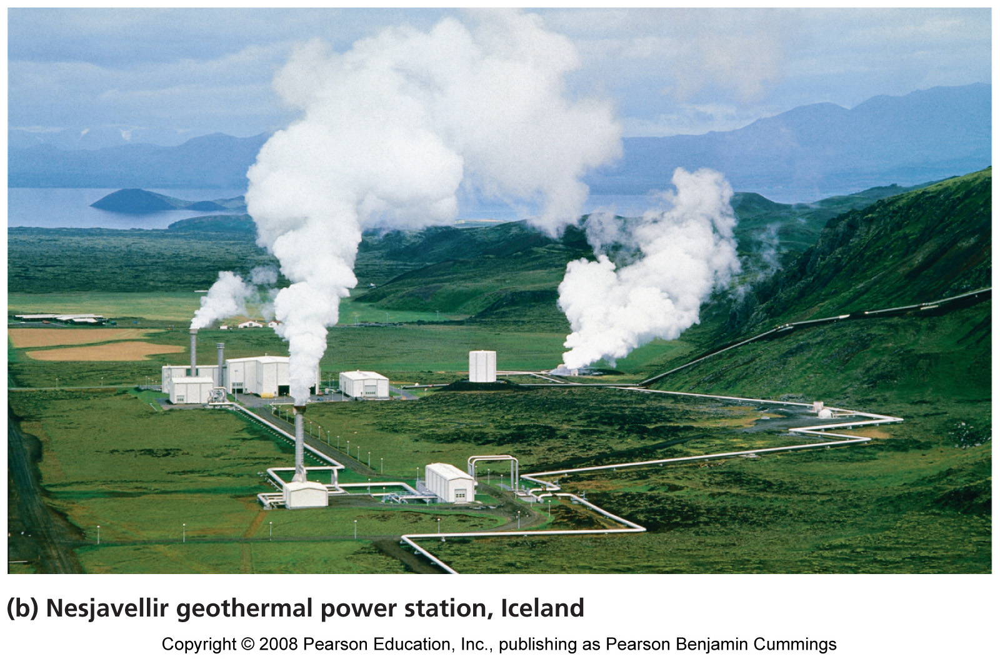 (b) Nesjavellir geothermal power station, Iceland
Copyright © 2008 Pearson Education, Inc., publishing as Pearson Benjamin Cummings